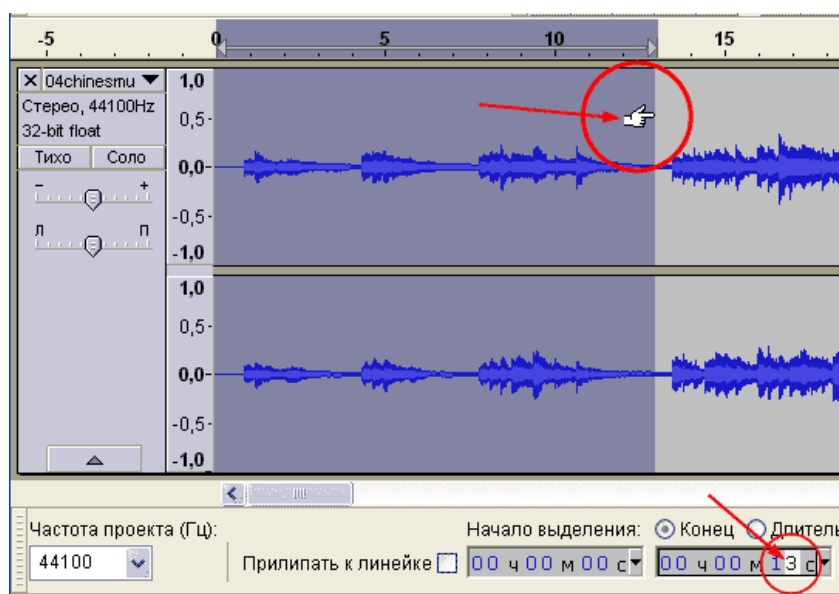 -5 0 5 10 15
X 04chinesmu
Стерео, 44100Hz
32-bit float
Тихо Соло
- +
Л П
1,0
0,5
0,0
-0,5
-1,0
1,0
0,5
0,0
-0,5
-1,0
Частота проекта (Гц): Начало выделения: Конец Длитель
44100 Прилипать к линейке 00 ч 00 м 00 с 00 ч 00 м 13 с